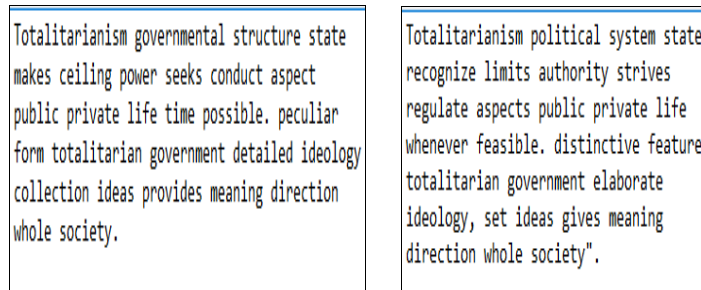 Totalitarianism governmental structure state
makes ceiling power seeks conduct aspect
public private life time possible. peculiar
form totalitarian government detailed ideology
collection ideas provides meaning direction
whole society.
Totalitarianism political system state
recognize limits authority strives
regulate aspects public private life
whenever feasible. distinctive feature
totalitarian government elaborate
ideology, set ideas gives meaning
direction whole society".